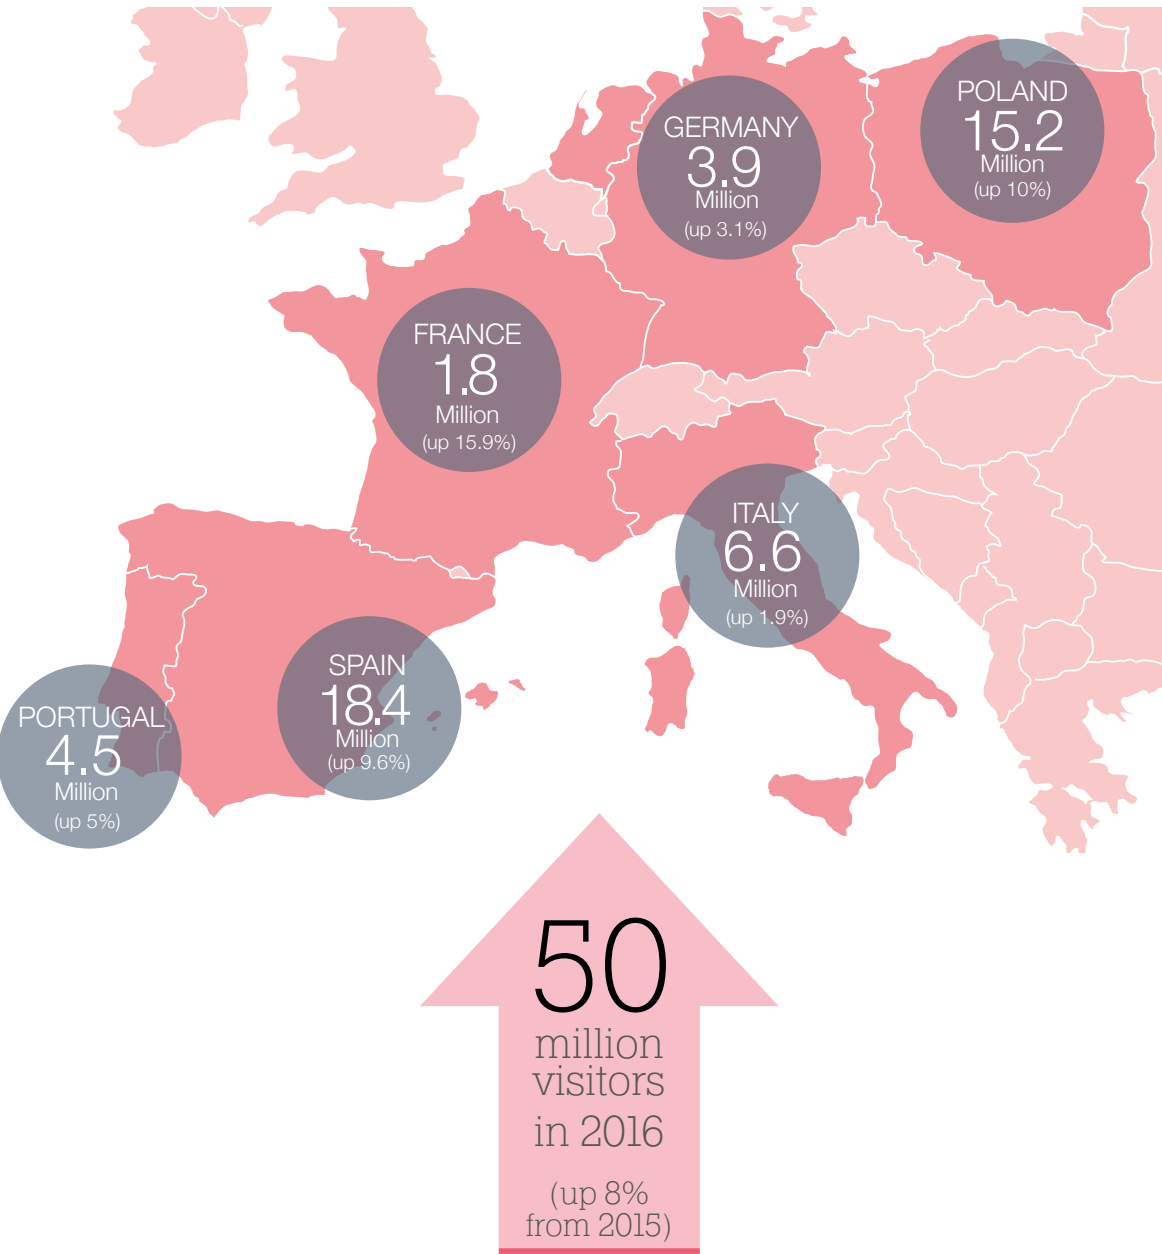 POLAND
15.2
Million
(up 10%)
GERMANY
3.9
Million
(up 3.1%)
FRANCE
1.8
Million
(up 15.9%)
ITALY
6.6
Million
(up 1.9%)
SPAIN
18.4
Million
(up 9.6%)
PORTUGAL
4.5
Million
(up 5%)
50
million
visitors
in 2016
(up 8%
from 2015)